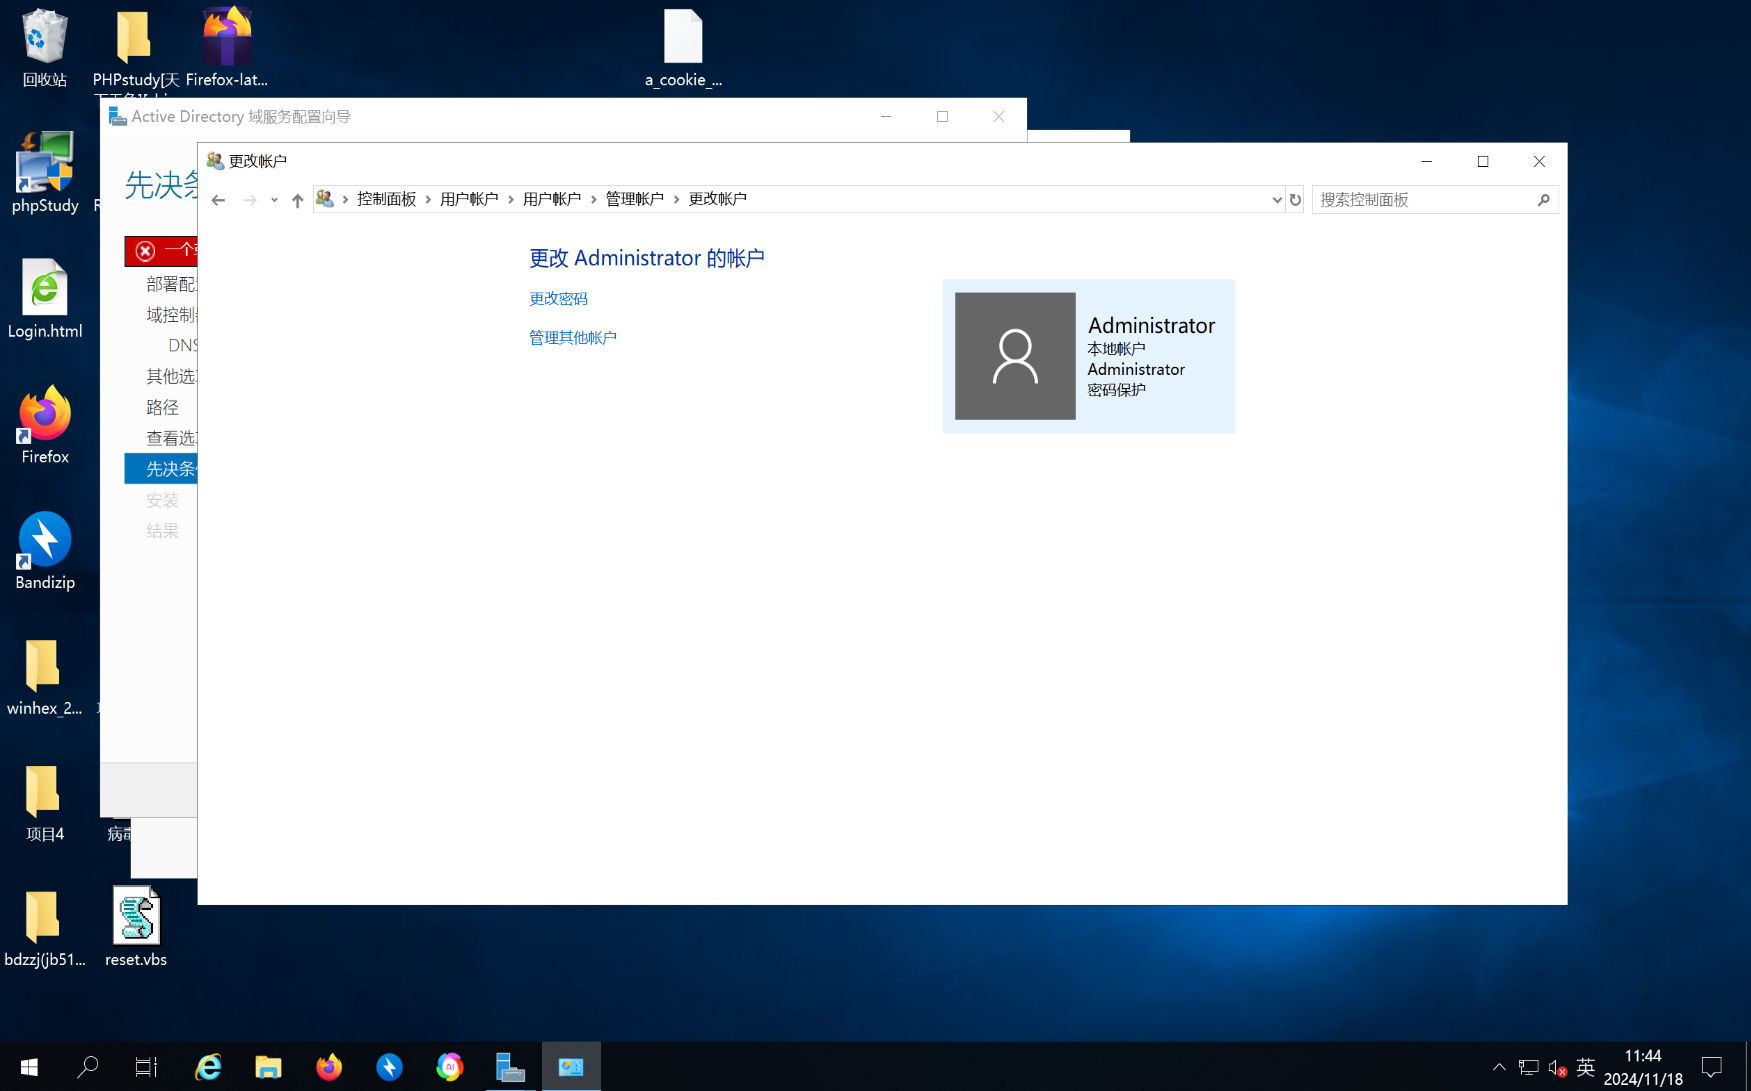 回收站
PHPstudy[天
Firefox-lat...
a_cookie_...
Active Directory 域服务配置向导
更改帐户
先决条
控制面板
用户帐户
用户帐户
管理帐户
更改帐户
搜索控制面板
phpStudy
一个
更改 Administrator 的帐户
部署配
更改密码
域控制
Login.html
管理其他帐户
Administrator
本地帐户
Administrator
密码保护
DNS
其他选
路径
查看选
Firefox
先决条
安装
结果
Bandizip
winhex_2...
项目4
病毒
bdzzj(jb51...
reset.vbs
英
11:44
2024/11/18